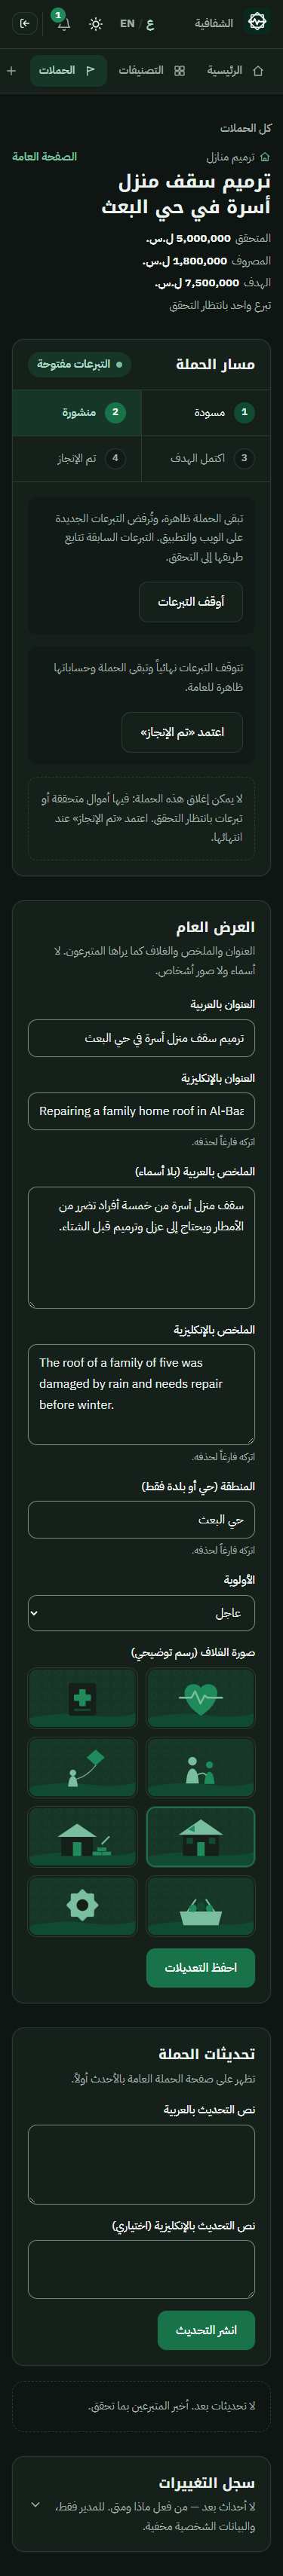 الشفافية
ع / EN
1
الرئيسية
التصنيفات
الحملات
كل الحملات
ترميم منازل
الصفحة العامة
ترميم سقف منزل
أسرة في حي البعث
المتحقق 5,000,000 ل.س.
المصروف 1,800,000 ل.س.
الهدف 7,500,000 ل.س.
تبرع واحد بانتظار التحقق
مسار الحملة
التبرعات مفتوحة
1 مسودة
2 منشورة
3 اكتمل الهدف
4 تم الإنجاز
تبقى الحملة ظاهرة، وتُرفض التبرعات الجديدة
على الويب والتطبيق. التبرعات السابقة تتابع
طريقها إلى التحقق.
أوقف التبرعات
تتوقف التبرعات نهائياً وتبقى الحملة وحساباتها
ظاهرة للعامة.
اعتمد «تم الإنجاز»
لا يمكن إغلاق هذه الحملة: فيها أموال متحققة أو
تبرعات بانتظار التحقق. اعتمد «تم الإنجاز» عند
انتهائها.
العرض العام
العنوان والملخص والغلاف كما يراها المتبرعون. لا
أسماء ولا صور أشخاص.
العنوان بالعربية
ترميم سقف منزل أسرة في حي البعث
العنوان بالإنكليزية
Repairing a family home roof in Al-Baa
اتركه فارغاً لحذفه.
الملخص بالعربية (بلا أسماء)
سقف منزل أسرة من خمسة أفراد تضرر من
الأمطار ويحتاج إلى عزل وترميم قبل الشتاء.
الملخص بالإنكليزية
The roof of a family of five was
damaged by rain and needs repair
before winter.
اتركه فارغاً لحذفه.
المنطقة (حي أو بلدة فقط)
حي البعث
اتركه فارغاً لحذفه.
الأولوية
عاجل
صورة الغلاف (رسم توضيحي)
احفظ التعديلات
تحديثات الحملة
تظهر على صفحة الحملة العامة بالأحدث أولاً.
نص التحديث بالعربية
نص التحديث بالإنكليزية (اختياري)
انشر التحديث
لا تحديثات بعد. أخبر المتبرعين بما تحقق.
سجل التغييرات
لا أحداث بعد — من فعل ماذا ومتى. للمدير فقط،
والبيانات الشخصية مخفية.